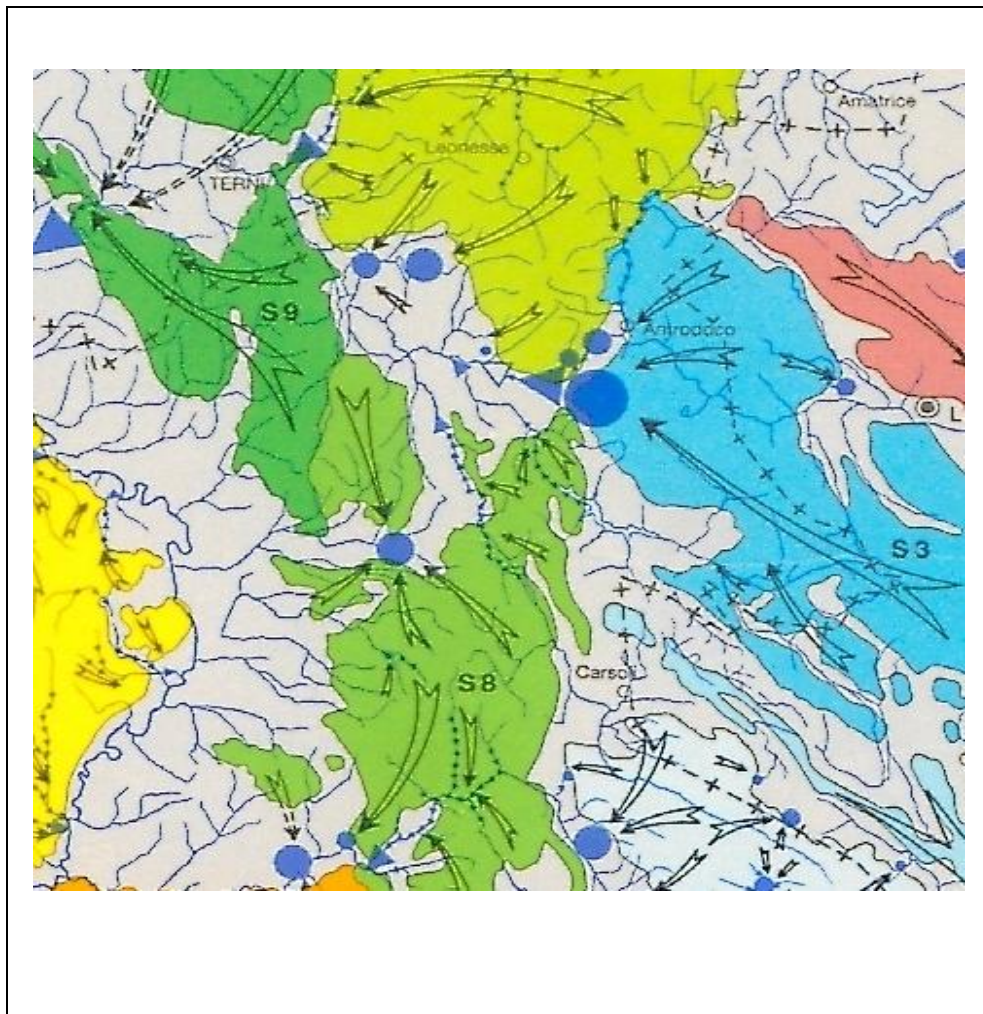 Amatrice
Leonessa
TERNI
S9
Antrodoco
L
S3
Carsoli
S8